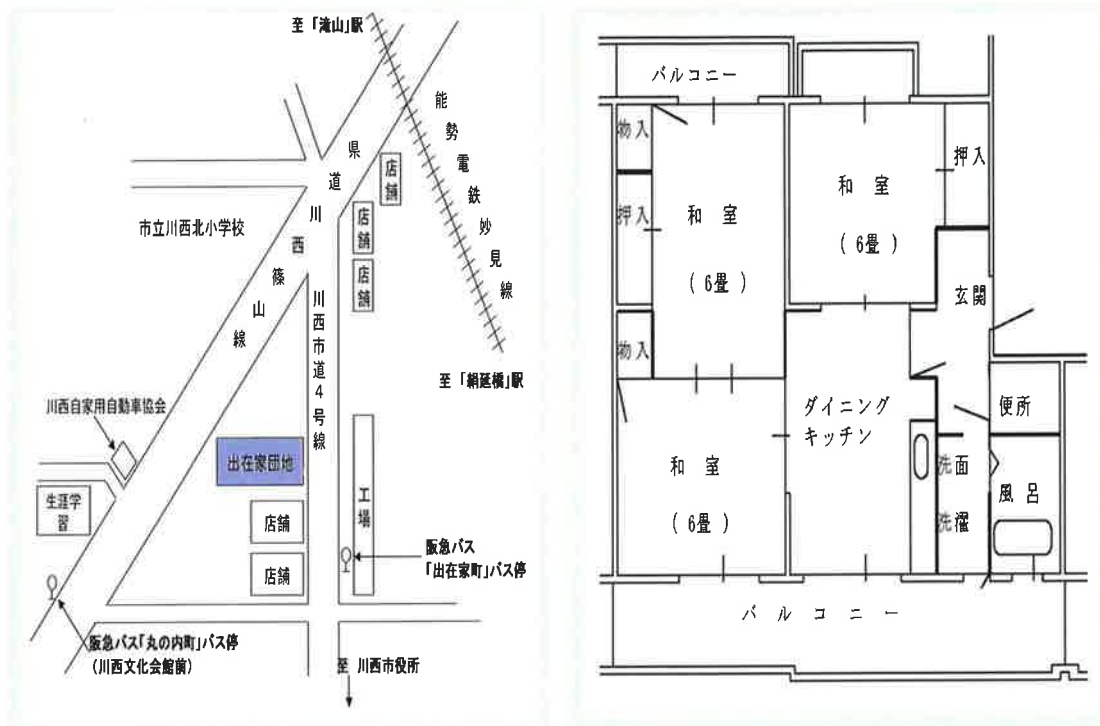 至「滝山」駅
能勢電鉄妙見線
県道川西篠山線
店舗
店舗
店舗
市立川西北小学校
川西市道4号線
至「絹延橋」駅
川西自家用自動車協会
出在家団地
生涯学
習
店舗
工場
店舗
阪急バス
「出在家町」バス停
阪急バス「丸の内町」バス停
(川西文化会館前)
至 川西市役所
バルコニー
物入
押入
和室
(6畳)
和室
(6畳)
押入
玄関
物入
ダイニング
キッチン
便所
和室
(6畳)
洗面
洗濯
風呂
バルコニー